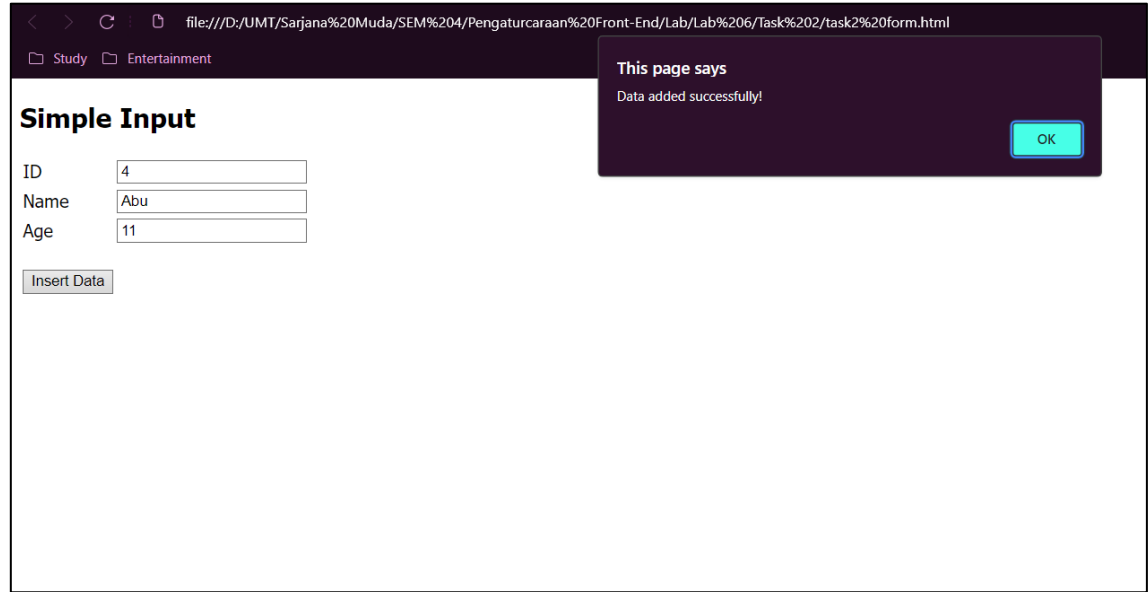 file:///D:/UMT/Sarjana%20Muda/SEM%204/Pengaturcaraan%20Front-End/Lab/Lab%206/Task%202/task2%20form.html
Study Entertainment
This page says
Data added successfully!
OK
Simple Input
ID 4
Name Abu
Age 11
Insert Data